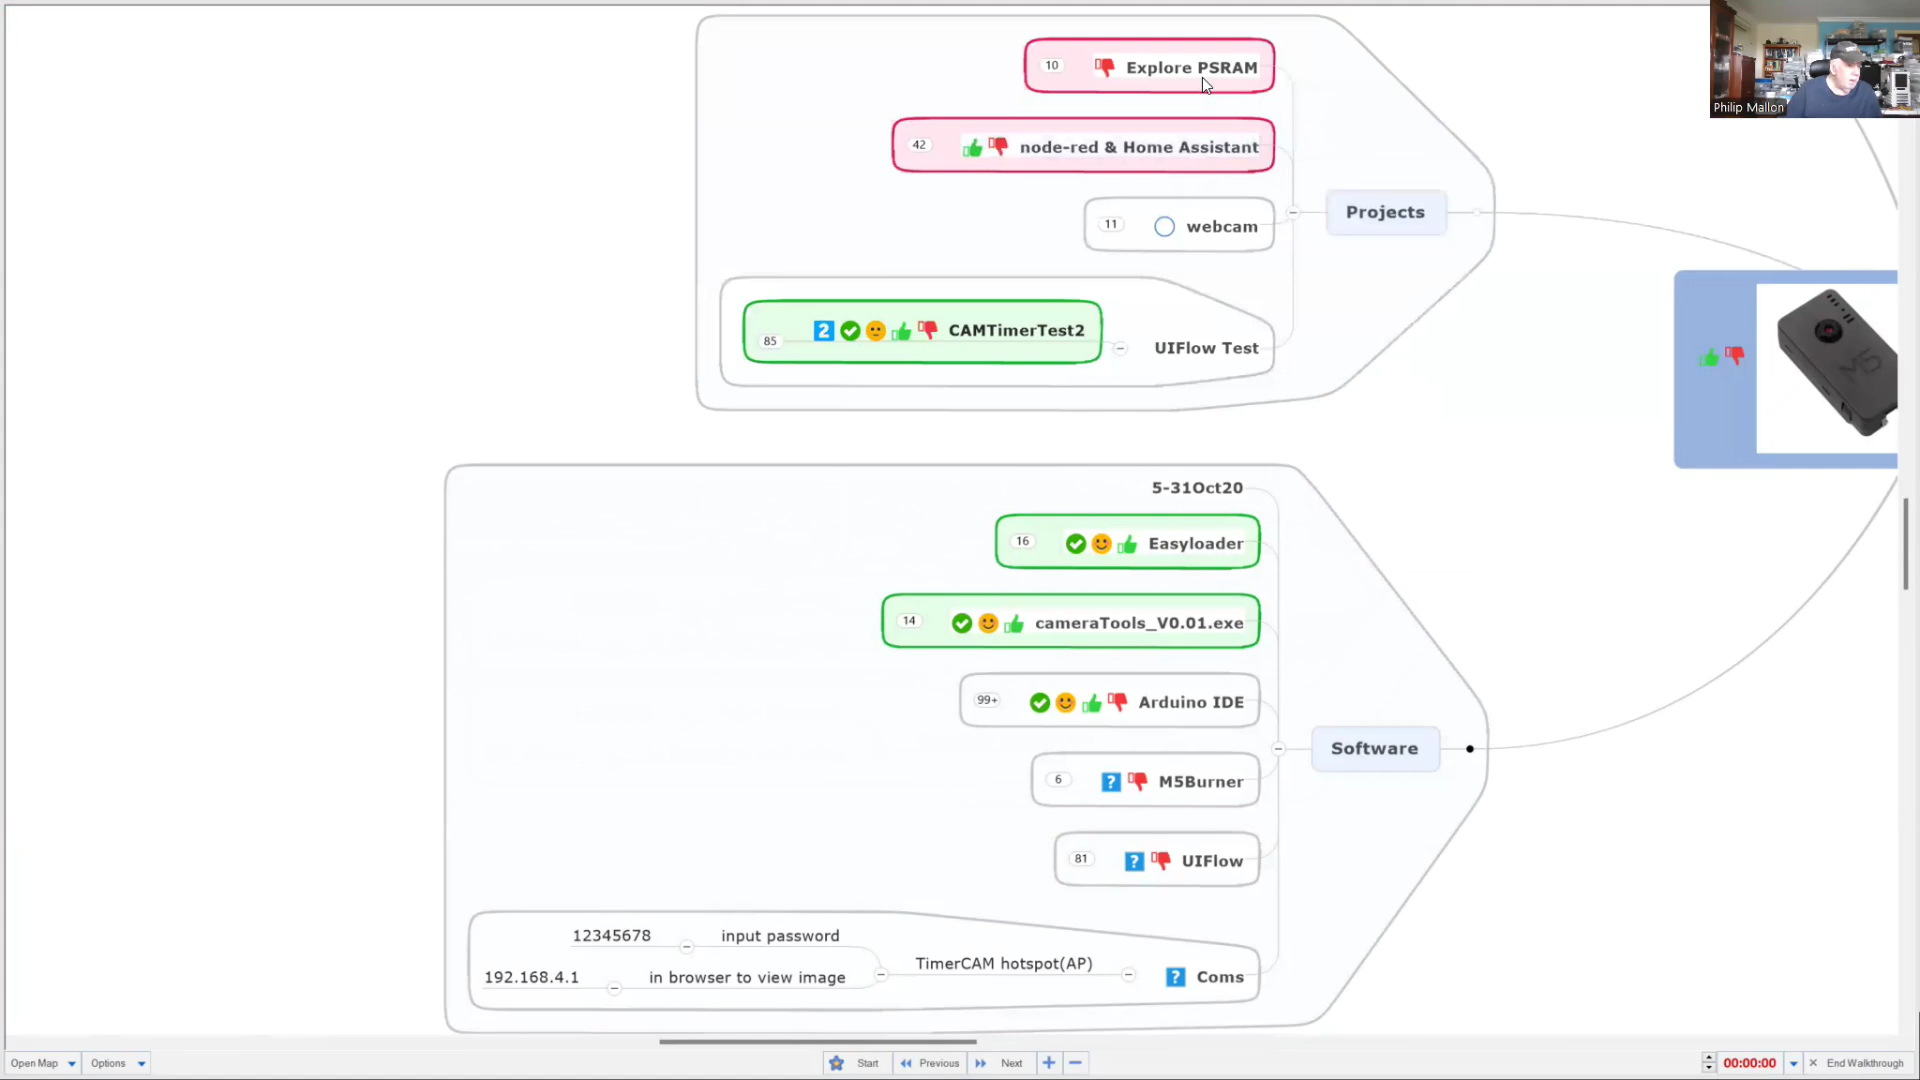 10 Explore PSRAM
42 node-red & Home Assistant
11 webcam
Projects
2 CAMTimerTest2
85
UIFlow Test
Philip Mallon
M5
5-31Oct20
16 Easyloader
14 cameraTools_V0.01.exe
99+ Arduino IDE
Software
6 ? M5Burner
81 ? UIFlow
12345678 input password
TimerCAM hotspot(AP)
192.168.4.1 in browser to view image
? Coms
Open Map Options Start Previous Next 00:00:00 End Walkthrough